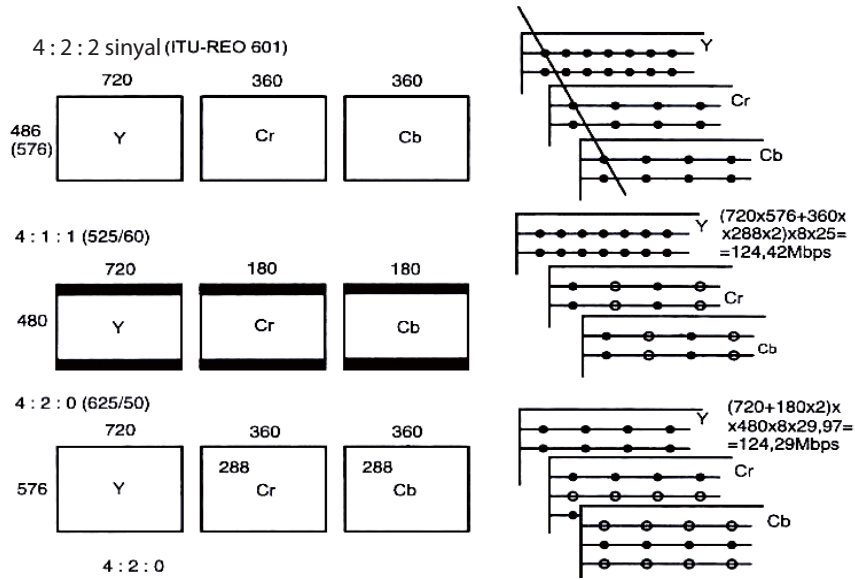 4 : 2 : 2 sinyal (ITU-REO 601)
720 360 360
486
(576)
Y Cr Cb
Y
Cr
Cb
4 : 1 : 1 (525/60)
720 180 180
480
Y Cr Cb
Y
(720x576+360x
x288x2)x8x25=
=124,42Mbps
Cr
Cb
4 : 2 : 0 (625/50)
720 360 360
576
Y
288
Cr
288
Cb
Y
(720+180x2)x
x480x8x29,97=
=124,29Mbps
Cr
Cb
4 : 2 : 0